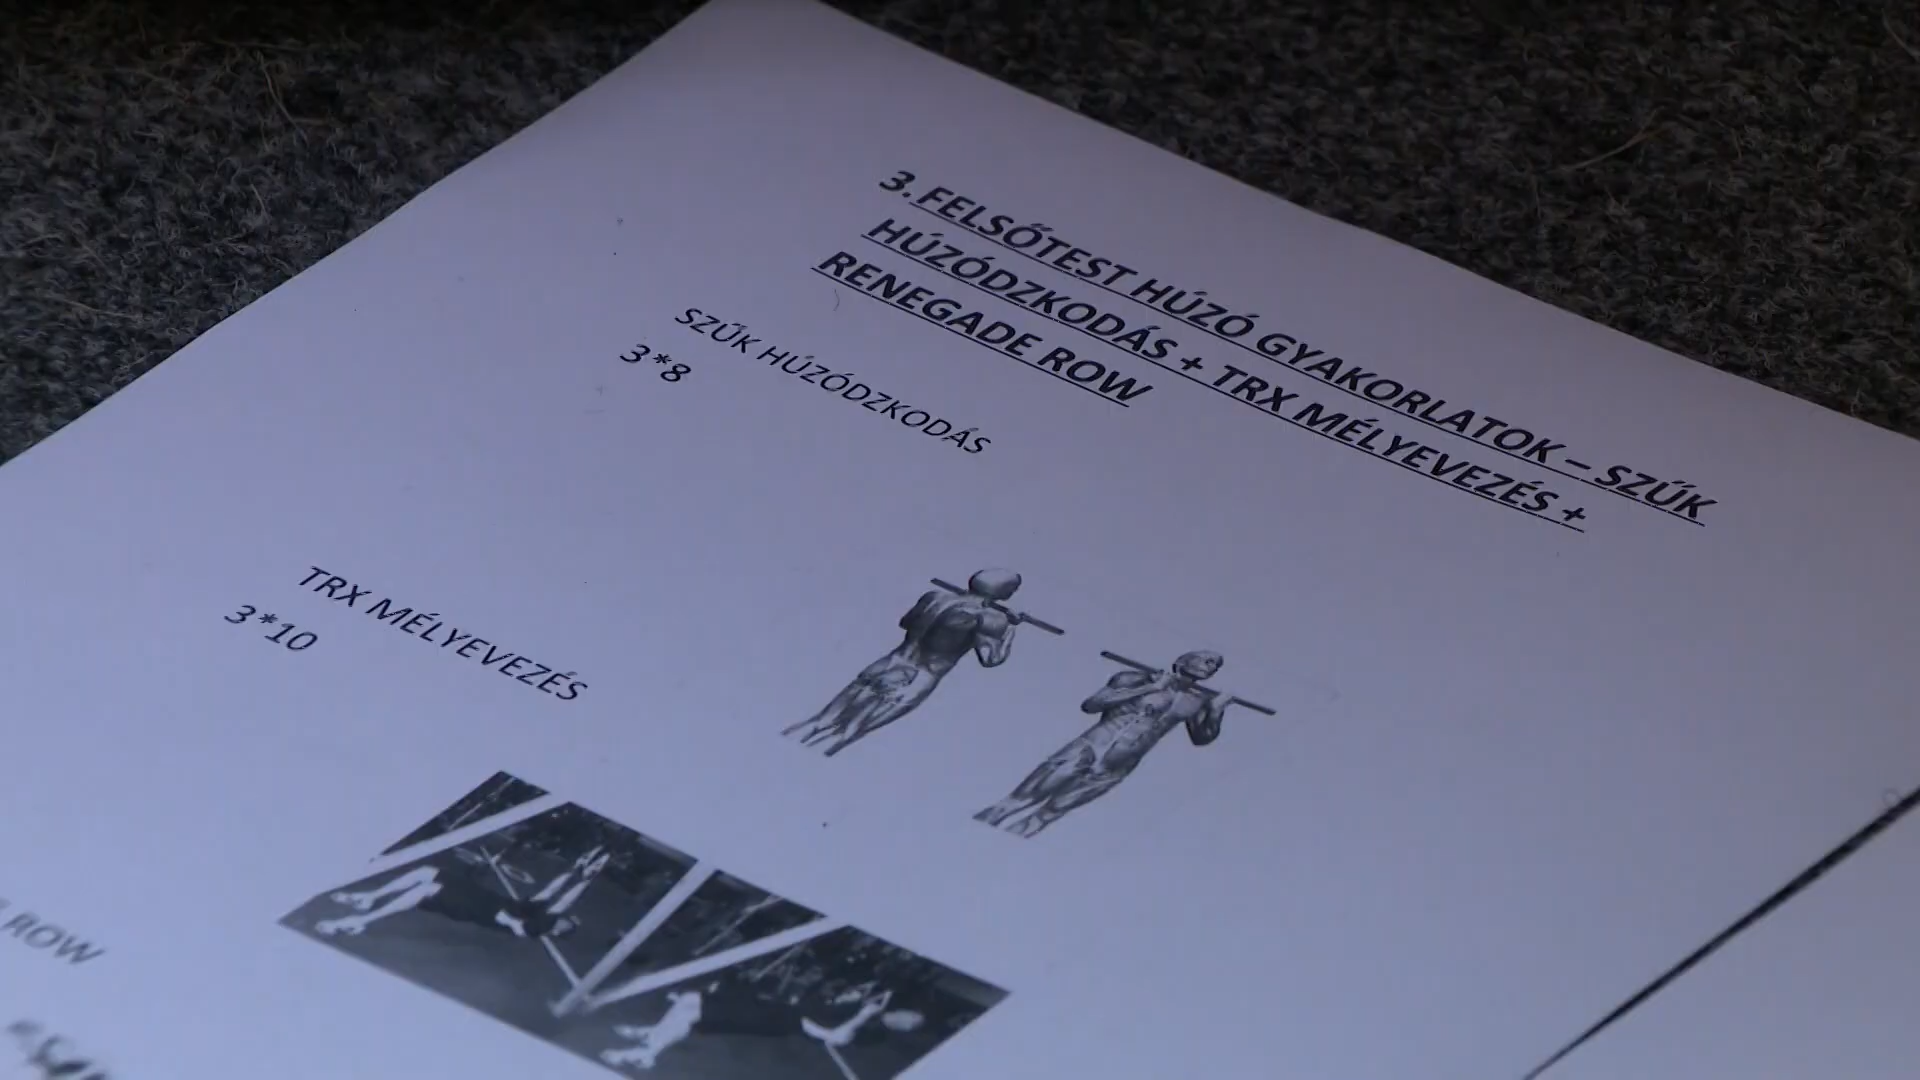 3. FELSŐTEST HÚZÓ GYAKORLATOK – SZŰK
HÚZÓDZKODÁS + TRX MÉLYEVEZÉS +
RENEGADE ROW
SZŰK HÚZÓDZKODÁS
3*8
TRX MÉLYEVEZÉS
3*10
ROW